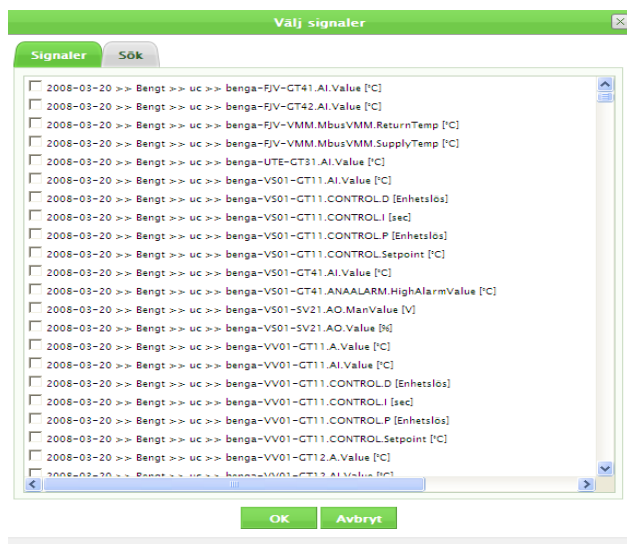 Välj signaler
Signaler Sök
2008-03-20 >> Bengt >> uc >> benga-FJV-GT41.AI.Value [°C]
2008-03-20 >> Bengt >> uc >> benga-FJV-GT42.AI.Value [°C]
2008-03-20 >> Bengt >> uc >> benga-FJV-VMM.MbusVMM.ReturnTemp [°C]
2008-03-20 >> Bengt >> uc >> benga-FJV-VMM.MbusVMM.SupplyTemp [°C]
2008-03-20 >> Bengt >> uc >> benga-UTE-GT31.AI.Value [°C]
2008-03-20 >> Bengt >> uc >> benga-VS01-GT11.AI.Value [°C]
2008-03-20 >> Bengt >> uc >> benga-VS01-GT11.CONTROL.D [Enhetslös]
2008-03-20 >> Bengt >> uc >> benga-VS01-GT11.CONTROL.I [sec]
2008-03-20 >> Bengt >> uc >> benga-VS01-GT11.CONTROL.P [Enhetslös]
2008-03-20 >> Bengt >> uc >> benga-VS01-GT11.CONTROL.Setpoint [°C]
2008-03-20 >> Bengt >> uc >> benga-VS01-GT41.AI.Value [°C]
2008-03-20 >> Bengt >> uc >> benga-VS01-GT41.ANAALARM.HighAlarmValue [°C]
2008-03-20 >> Bengt >> uc >> benga-VS01-SV21.AO.ManValue [V]
2008-03-20 >> Bengt >> uc >> benga-VS01-SV21.AO.Value [%]
2008-03-20 >> Bengt >> uc >> benga-VV01-GT11.A.Value [°C]
2008-03-20 >> Bengt >> uc >> benga-VV01-GT11.AI.Value [°C]
2008-03-20 >> Bengt >> uc >> benga-VV01-GT11.CONTROL.D [Enhetslös]
2008-03-20 >> Bengt >> uc >> benga-VV01-GT11.CONTROL.I [sec]
2008-03-20 >> Bengt >> uc >> benga-VV01-GT11.CONTROL.P [Enhetslös]
2008-03-20 >> Bengt >> uc >> benga-VV01-GT11.CONTROL.Setpoint [°C]
2008-03-20 >> Bengt >> uc >> benga-VV01-GT12.A.Value [°C]
2008-03-20 >> Bengt >> uc >> benga-VV01-GT12.AI.Value [°C]
OK Avbryt